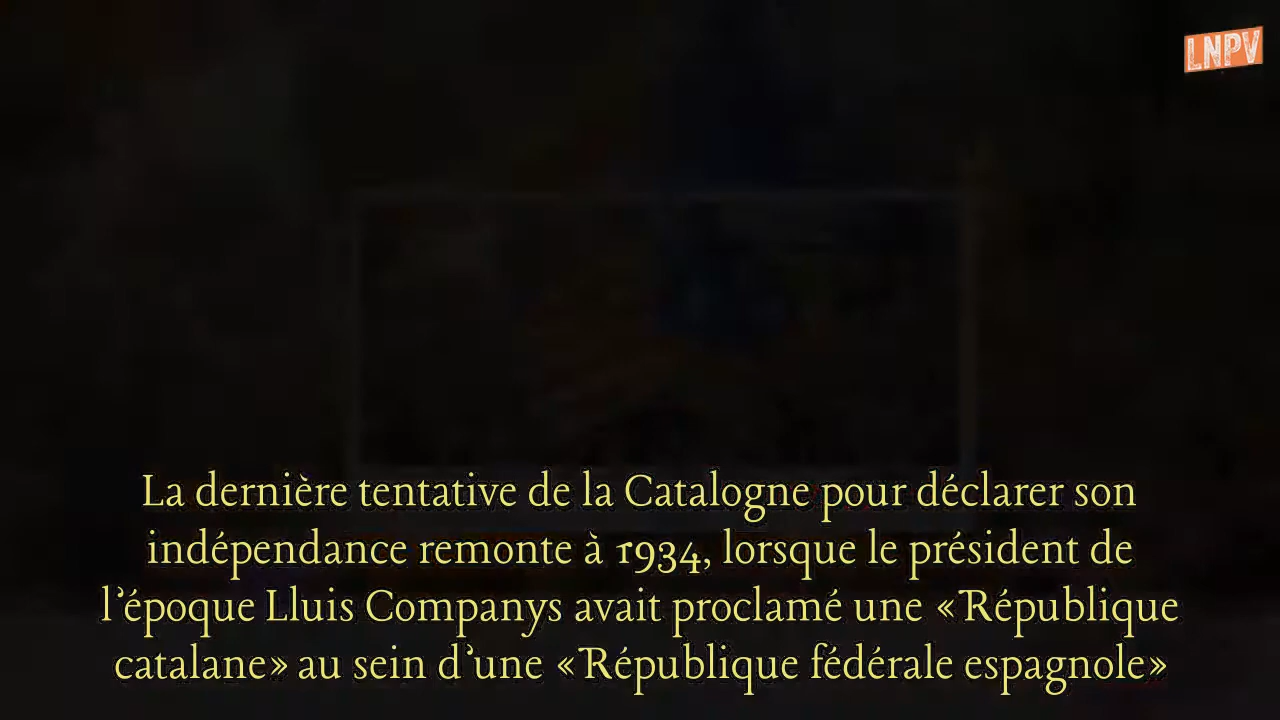 LNPV
La dernière tentative de la Catalogne pour déclarer son
indépendance remonte à 1934, lorsque le président de
l'époque Lluis Companys avait proclamé une «République
catalane» au sein d'une «République fédérale espagnole»